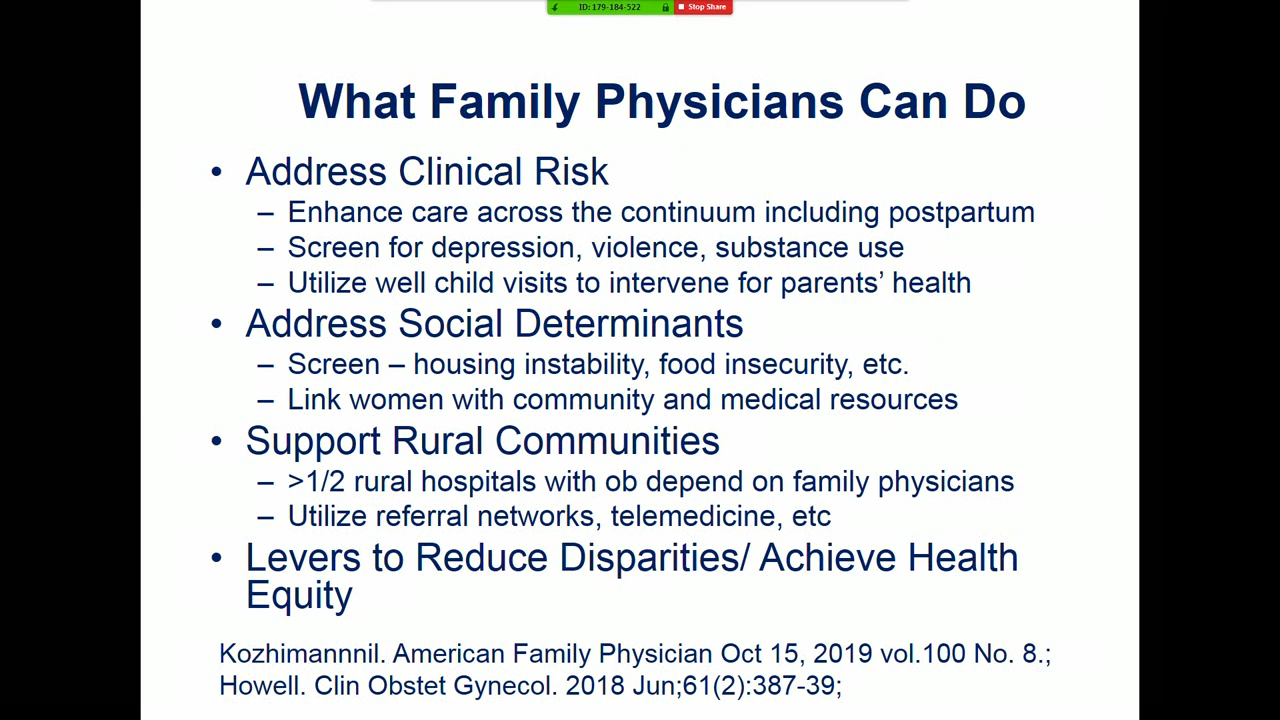 ID: 179-184-522
Stop Share
What Family Physicians Can Do
• Address Clinical Risk
– Enhance care across the continuum including postpartum
– Screen for depression, violence, substance use
– Utilize well child visits to intervene for parents’ health
• Address Social Determinants
– Screen – housing instability, food insecurity, etc.
– Link women with community and medical resources
• Support Rural Communities
– >1/2 rural hospitals with ob depend on family physicians
– Utilize referral networks, telemedicine, etc
• Levers to Reduce Disparities/ Achieve Health
Equity
Kozhimannnil. American Family Physician Oct 15, 2019 vol.100 No. 8.;
Howell. Clin Obstet Gynecol. 2018 Jun;61(2):387-39;